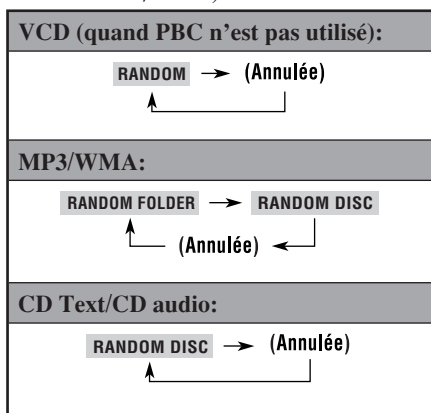 VCD (quand PBC n’est pas utilisé):
RANDOM → (Annulée)
MP3/WMA:
RANDOM FOLDER → RANDOM DISC
(Annulée)
CD Text/CD audio:
RANDOM DISC → (Annulée)